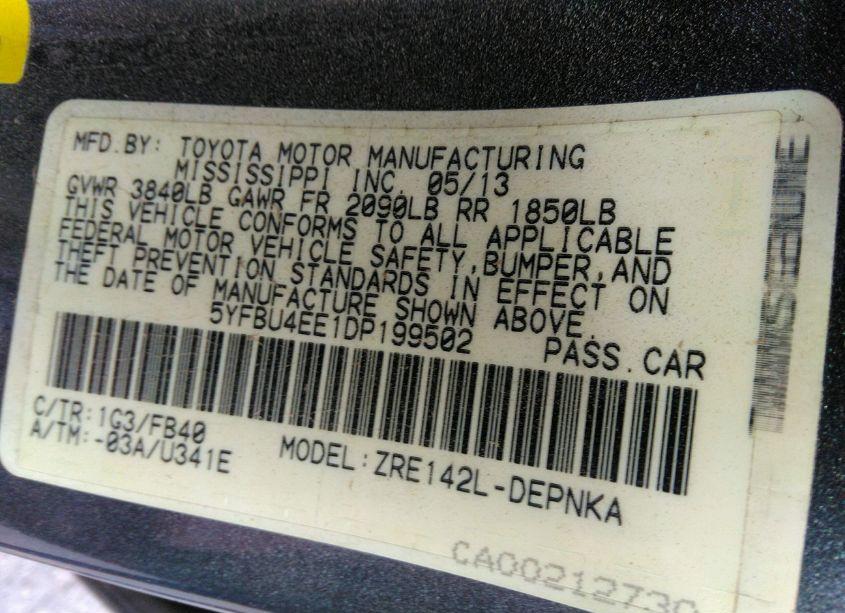 MFD.BY: TOYOTA MOTOR MANUFACTURING
MISSISSIPPI INC. 05/13
GVWR 3840LB GAWR FR 2090LB RR 1850LB
THIS VEHICLE CONFORMS TO ALL APPLICABLE
FEDERAL MOTOR VEHICLE SAFETY,BUMPER,AND
THEFT PREVENTION STANDARDS IN EFFECT ON
THE DATE OF MANUFACTURE SHOWN ABOVE.
5YFBU4EE1DP199502 PASS.CAR
C/TR:1G3/FB40
A/TM:-03A/U341E
MODEL:ZRE142L-DEPNKA